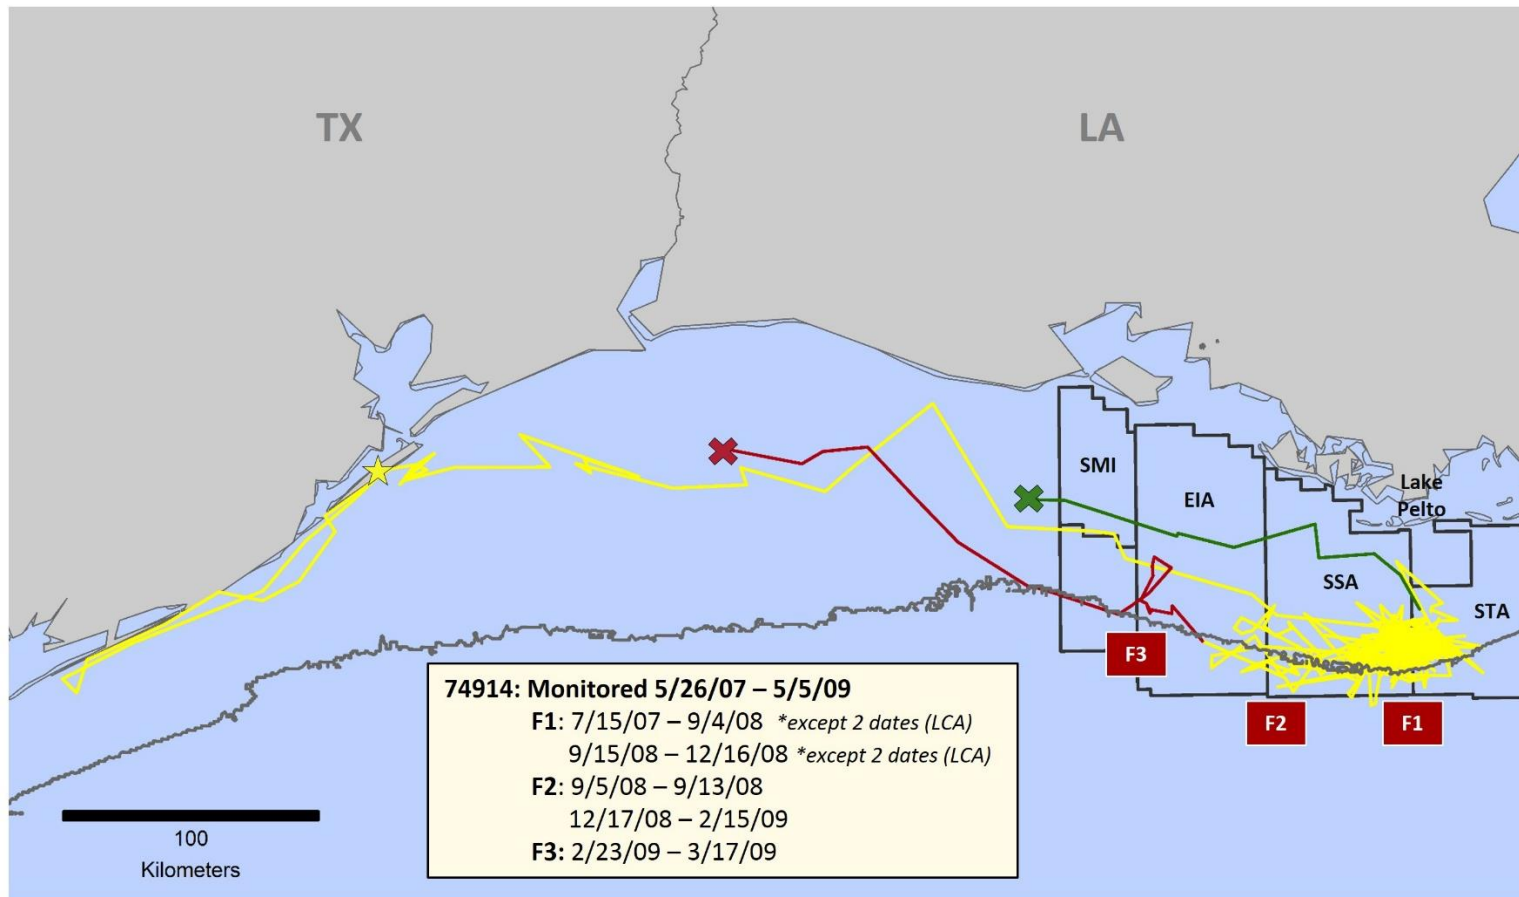 TX
LA
SMI
EIA
Lake
Pelto
SSA
STA
F3
F2
F1
74914: Monitored 5/26/07 – 5/5/09
F1: 7/15/07 – 9/4/08 *except 2 dates (LCA)
9/15/08 – 12/16/08 *except 2 dates (LCA)
F2: 9/5/08 – 9/13/08
12/17/08 – 2/15/09
F3: 2/23/09 – 3/17/09
100
Kilometers